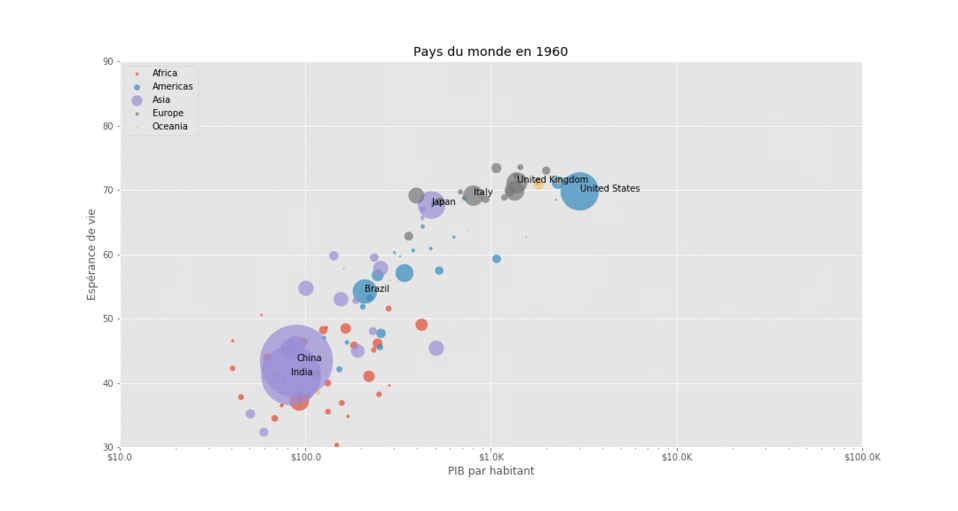 Pays du monde en 1960
90
80
70
60
50
40
30
Espérance de vie
Africa
Americas
Asia
Europe
Oceania
United Kingdom
United States
Italy
Japan
Brazil
China
India
$10.0
$100.0
$1.0K
$10.0K
$100.0K
PIB par habitant